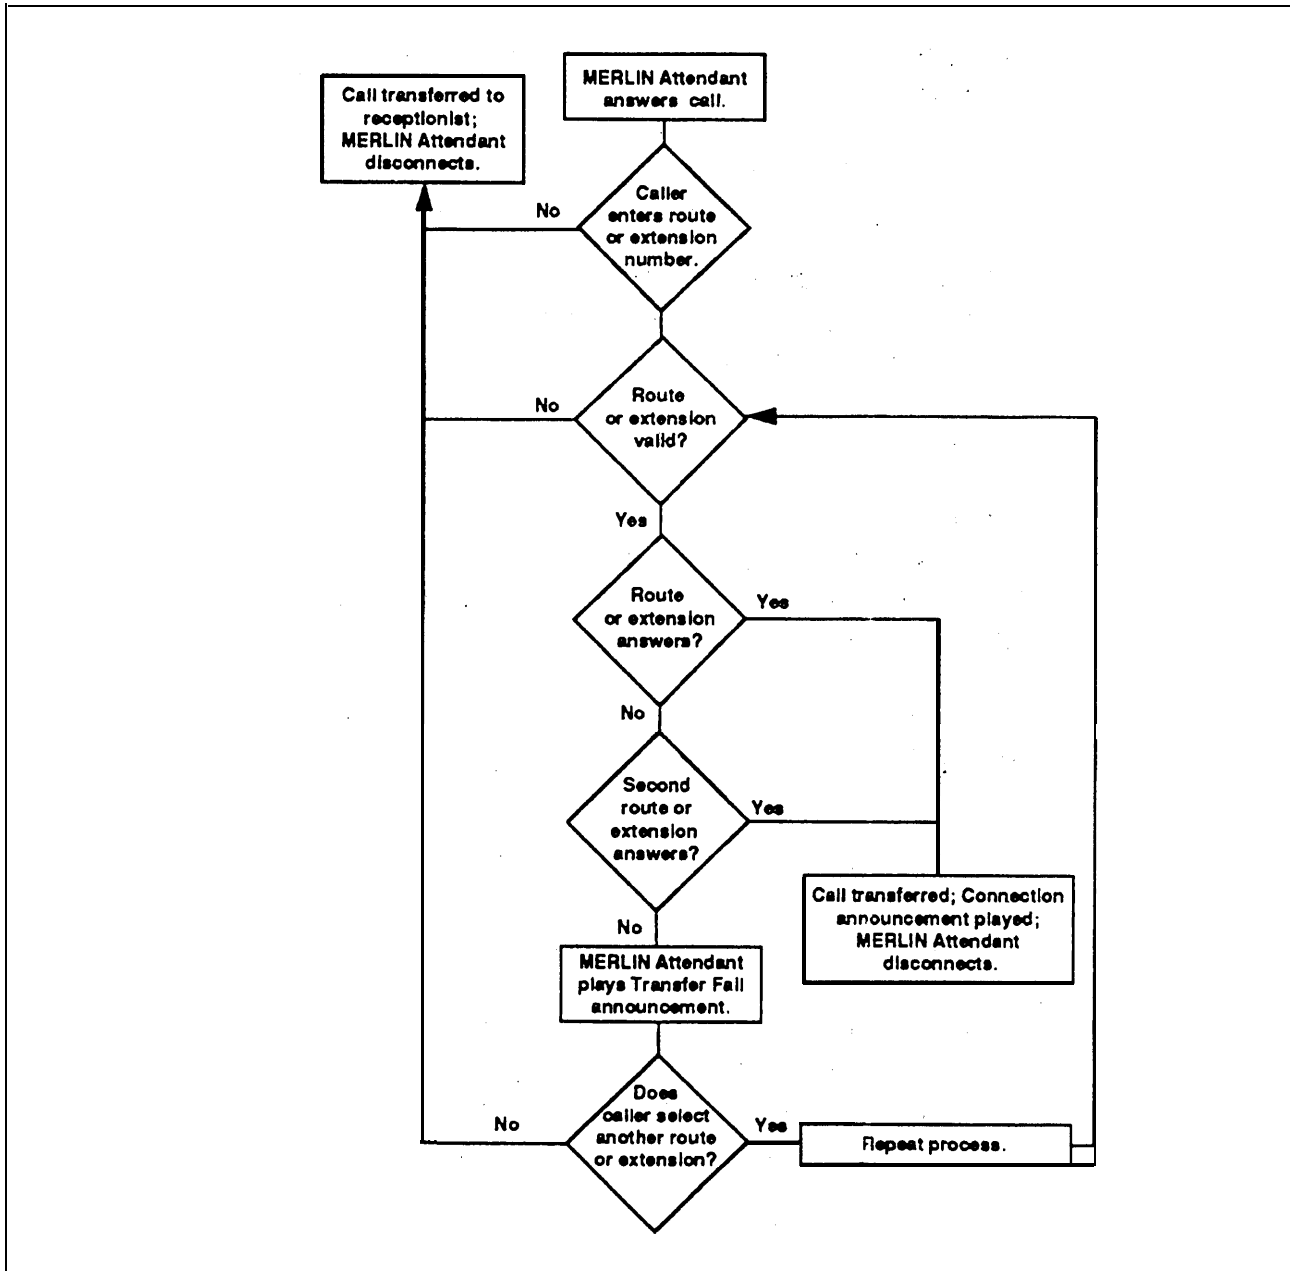 MERLIN Attendant
answers call.
Call transferred to
receptionist;
MERLIN Attendant
disconnects.
Caller
enters route
or extension
number.
No
Route
or extension
valid?
No
Yes
Route
or extension
answers?
Yes
No
Second
route or
extension
answers?
Yes
No
Call transferred; Connection
announcement played;
MERLIN Attendant
disconnects.
MERLIN Attendant
plays Transfer Fail
announcement.
Does
caller select
another route
or extension?
No
Yes
Repeat process.